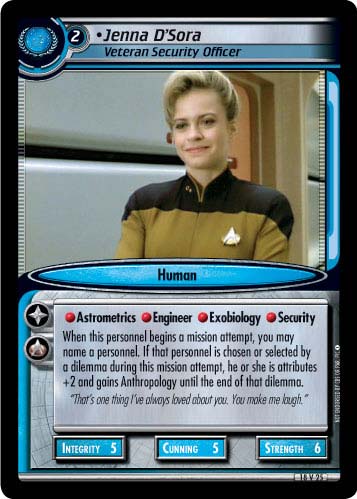 2
•Jenna D'Sora
Veteran Security Officer
Human
Astrometrics Engineer Exobiology Security
When this personnel begins a mission attempt, you may
name a personnel. If that personnel is chosen or selected by
a dilemma during this mission attempt, he or she is attributes
+2 and gains Anthropology until the end of that dilemma.
"That's one thing I've always loved about you. You make me laugh."
INTEGRITY 5 CUNNING 5 STRENGTH 6
18 V 25